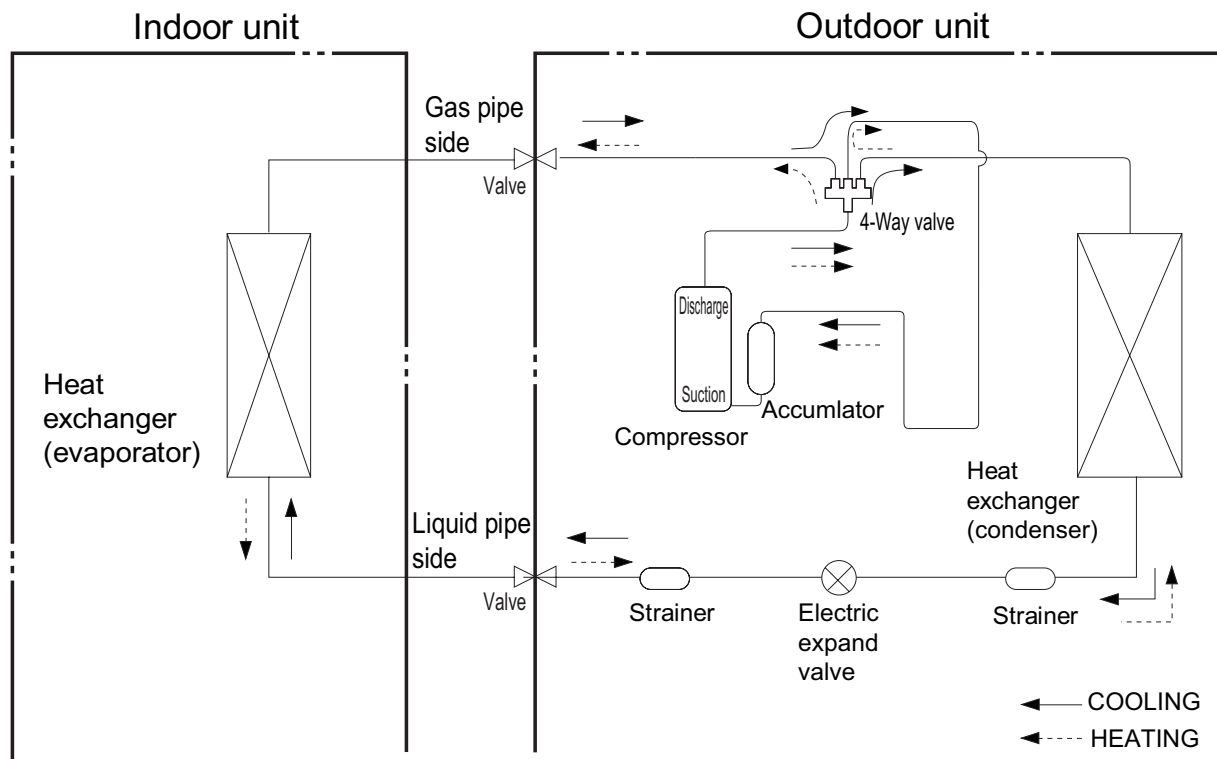 Indoor unit
Outdoor unit
Gas pipe
side
Valve
4-Way valve
Discharge
Suction
Accumlator
Compressor
Heat
exchanger
(evaporator)
Heat
exchanger
(condenser)
Liquid pipe
side
Valve
Strainer
Electric
expand
valve
Strainer
COOLING
HEATING